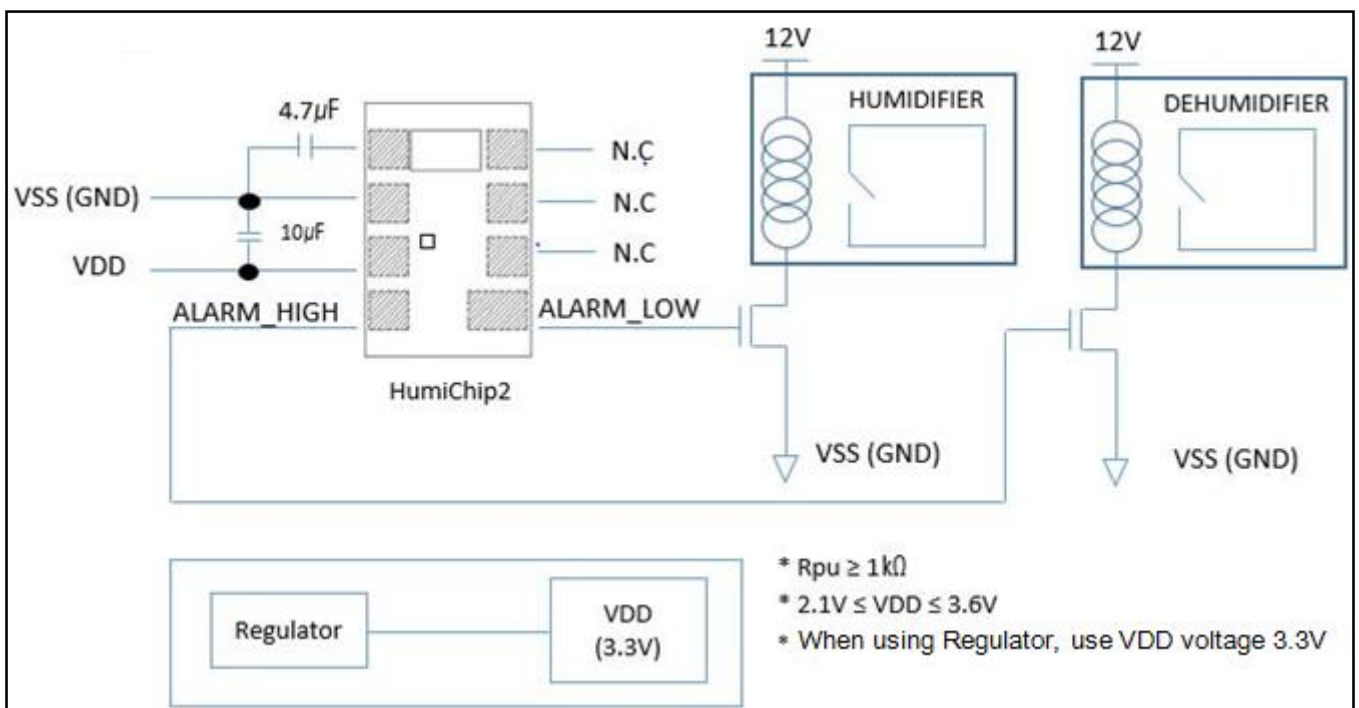 12V
12V
HUMIDIFIER
DEHUMIDIFIER
4.7μF
N.C
VSS (GND)
N.C
10μF
N.C
VDD
ALARM_HIGH
ALARM_LOW
HumiChip2
VSS (GND)
VSS (GND)
* Rpu ≥ 1kΩ
* 2.1V ≤ VDD ≤ 3.6V
* When using Regulator, use VDD voltage 3.3V
Regulator
VDD
(3.3V)